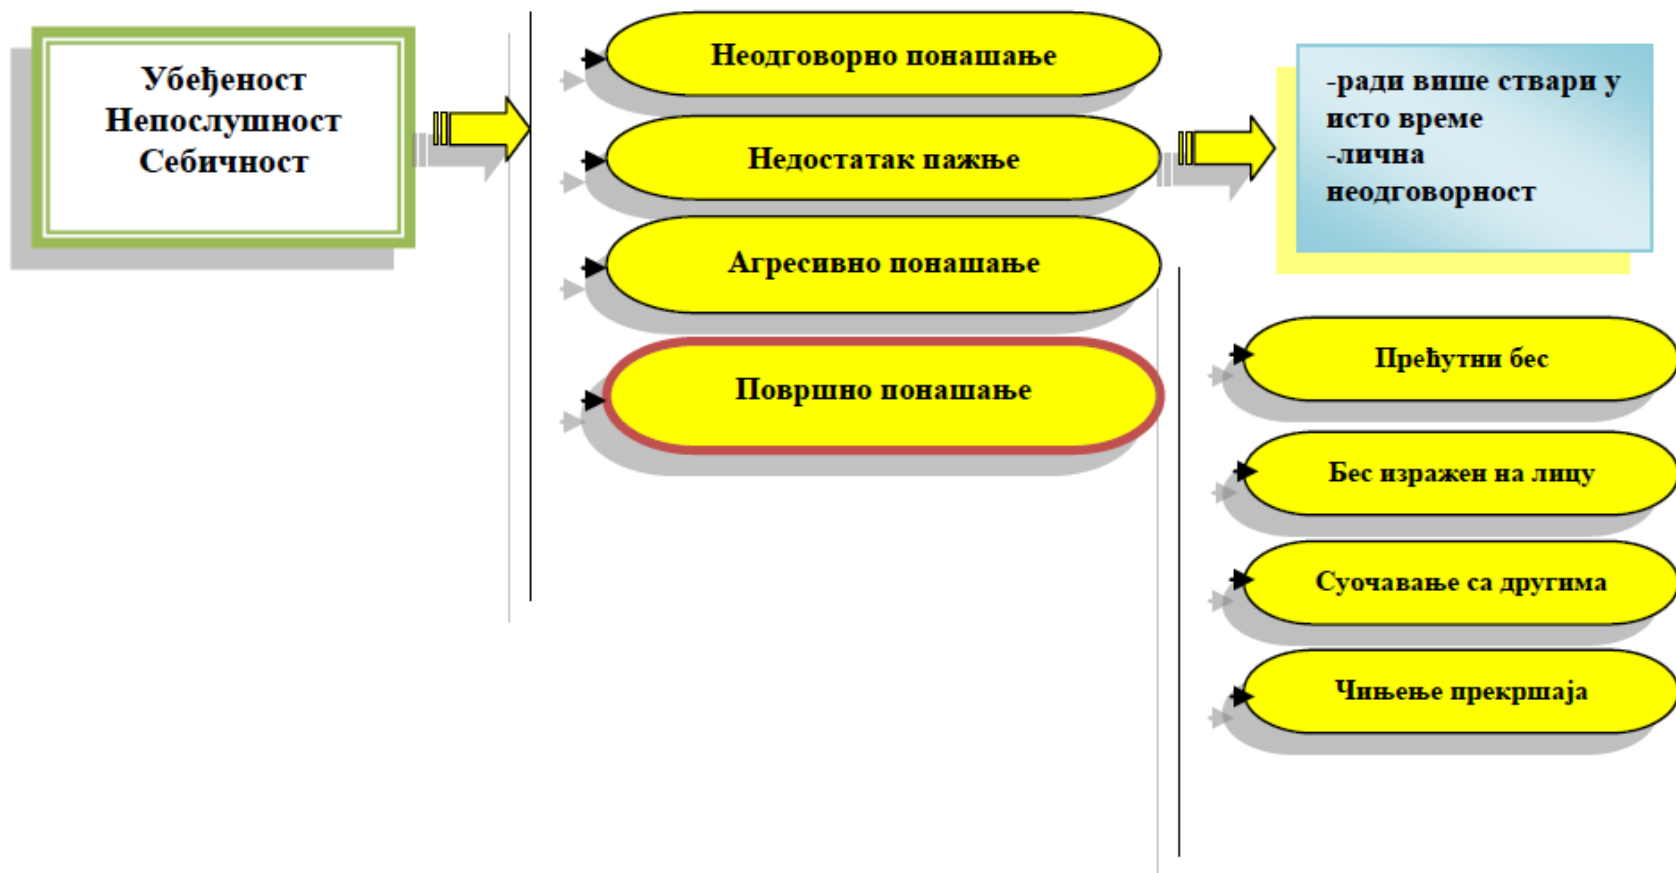 Убеђеност
Непослушност
Себичност
Неодговорно понашање
Недостатак пажње
Агресивно понашање
Површно понашање
-ради више ствари у
исто време
-лична
неодговорност
Прећутни бес
Бес изражен на лицу
Суочавање са другима
Чињење прекршаја